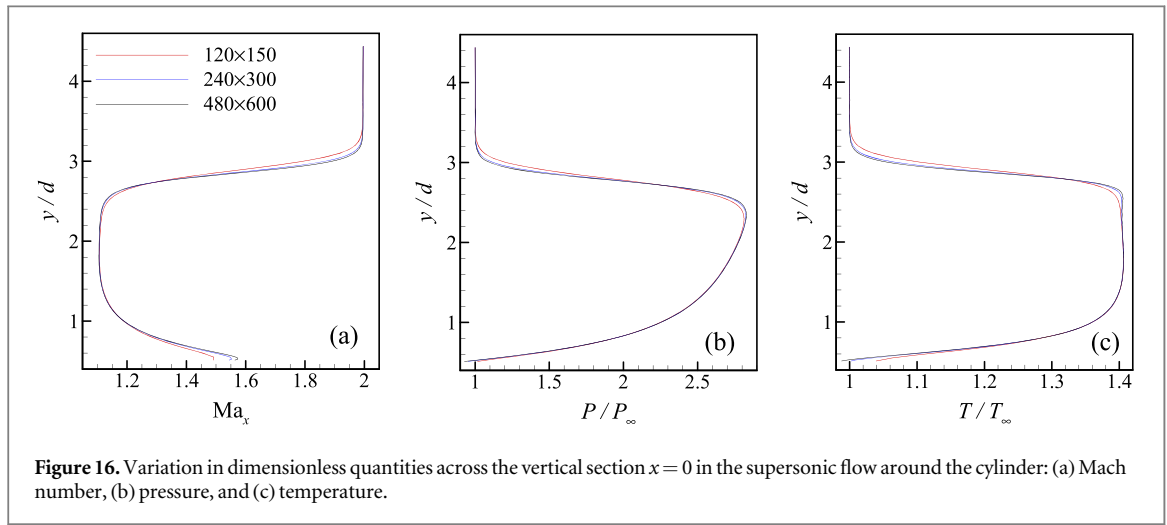 120×150
240×300
480×600
4
3
2
1
y / d
1.2 1.4 1.6 1.8 2
Ma_x
(a)
4
3
2
1
y / d
1 1.5 2 2.5
P / P_∞
(b)
4
3
2
1
y / d
1 1.1 1.2 1.3 1.4
T / T_∞
(c)
Figure 16. Variation in dimensionless quantities across the vertical section x = 0 in the supersonic flow around the cylinder: (a) Mach
number, (b) pressure, and (c) temperature.